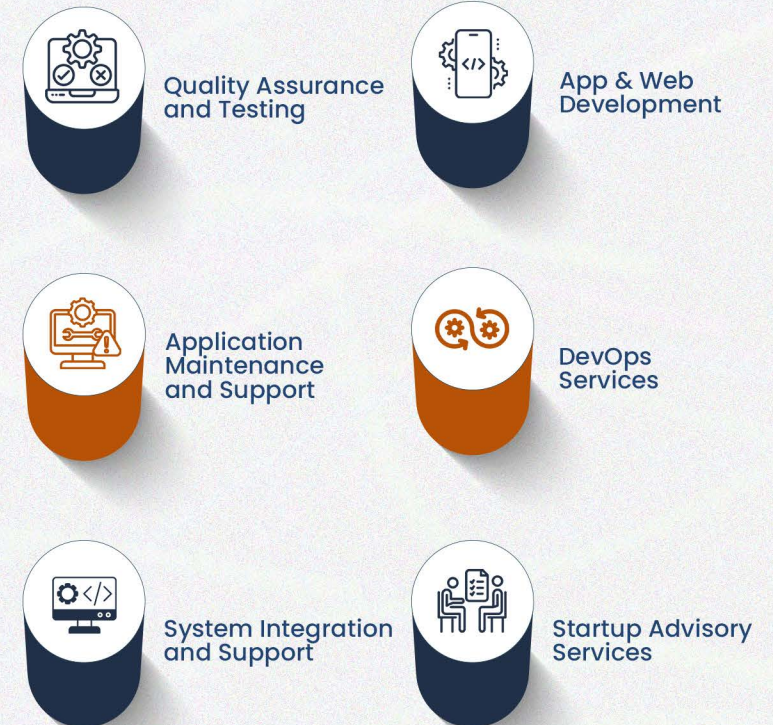 Quality Assurance
and Testing
App & Web
Development
Application
Maintenance
and Support
DevOps
Services
System Integration
and Support
Startup Advisory
Services